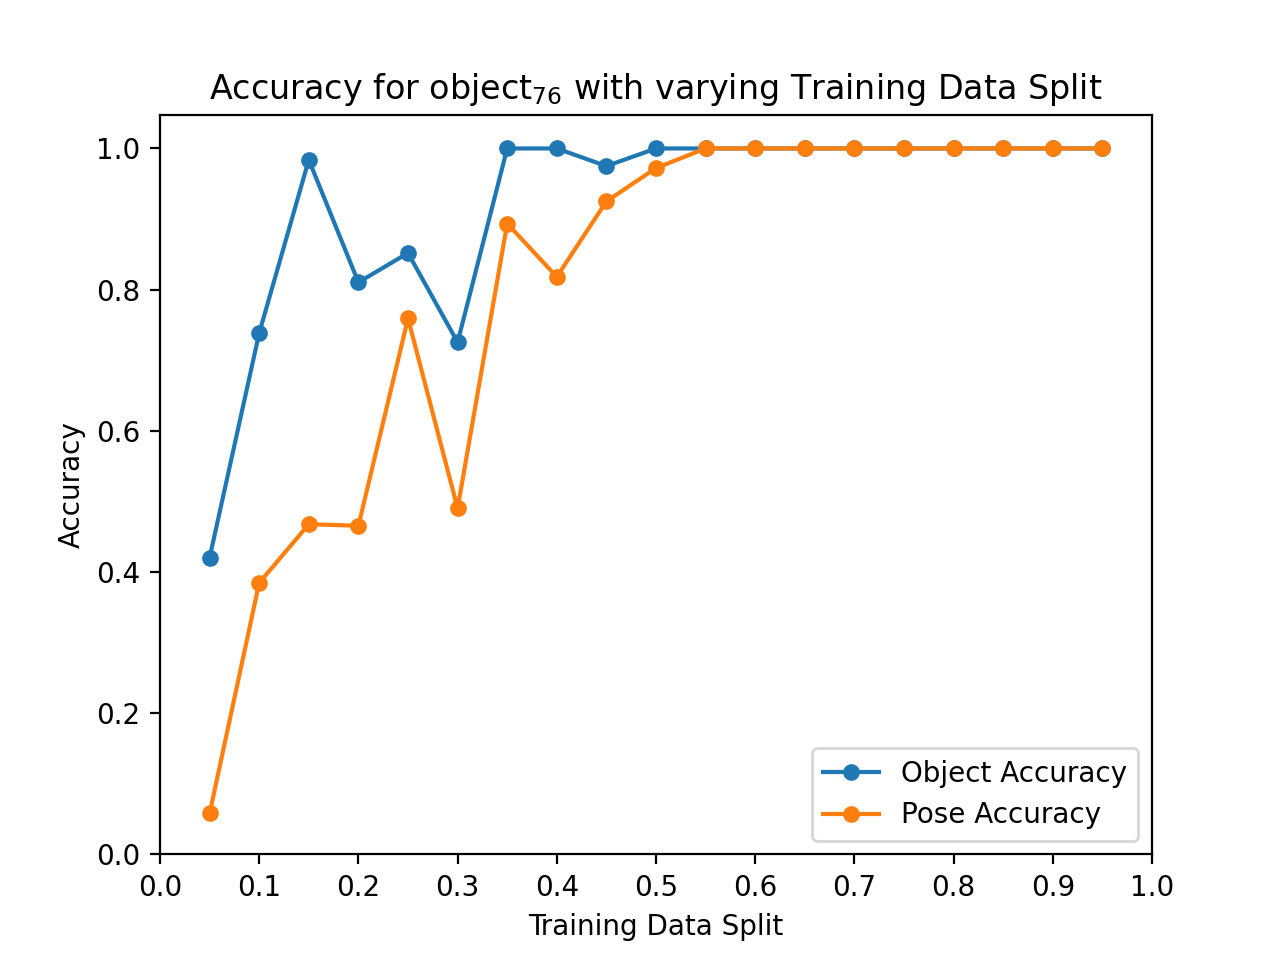 Accuracy for object₇₆ with varying Training Data Split
1.0
0.8
0.6
0.4
0.2
0.0
Accuracy
Object Accuracy
Pose Accuracy
0.0 0.1 0.2 0.3 0.4 0.5 0.6 0.7 0.8 0.9 1.0
Training Data Split